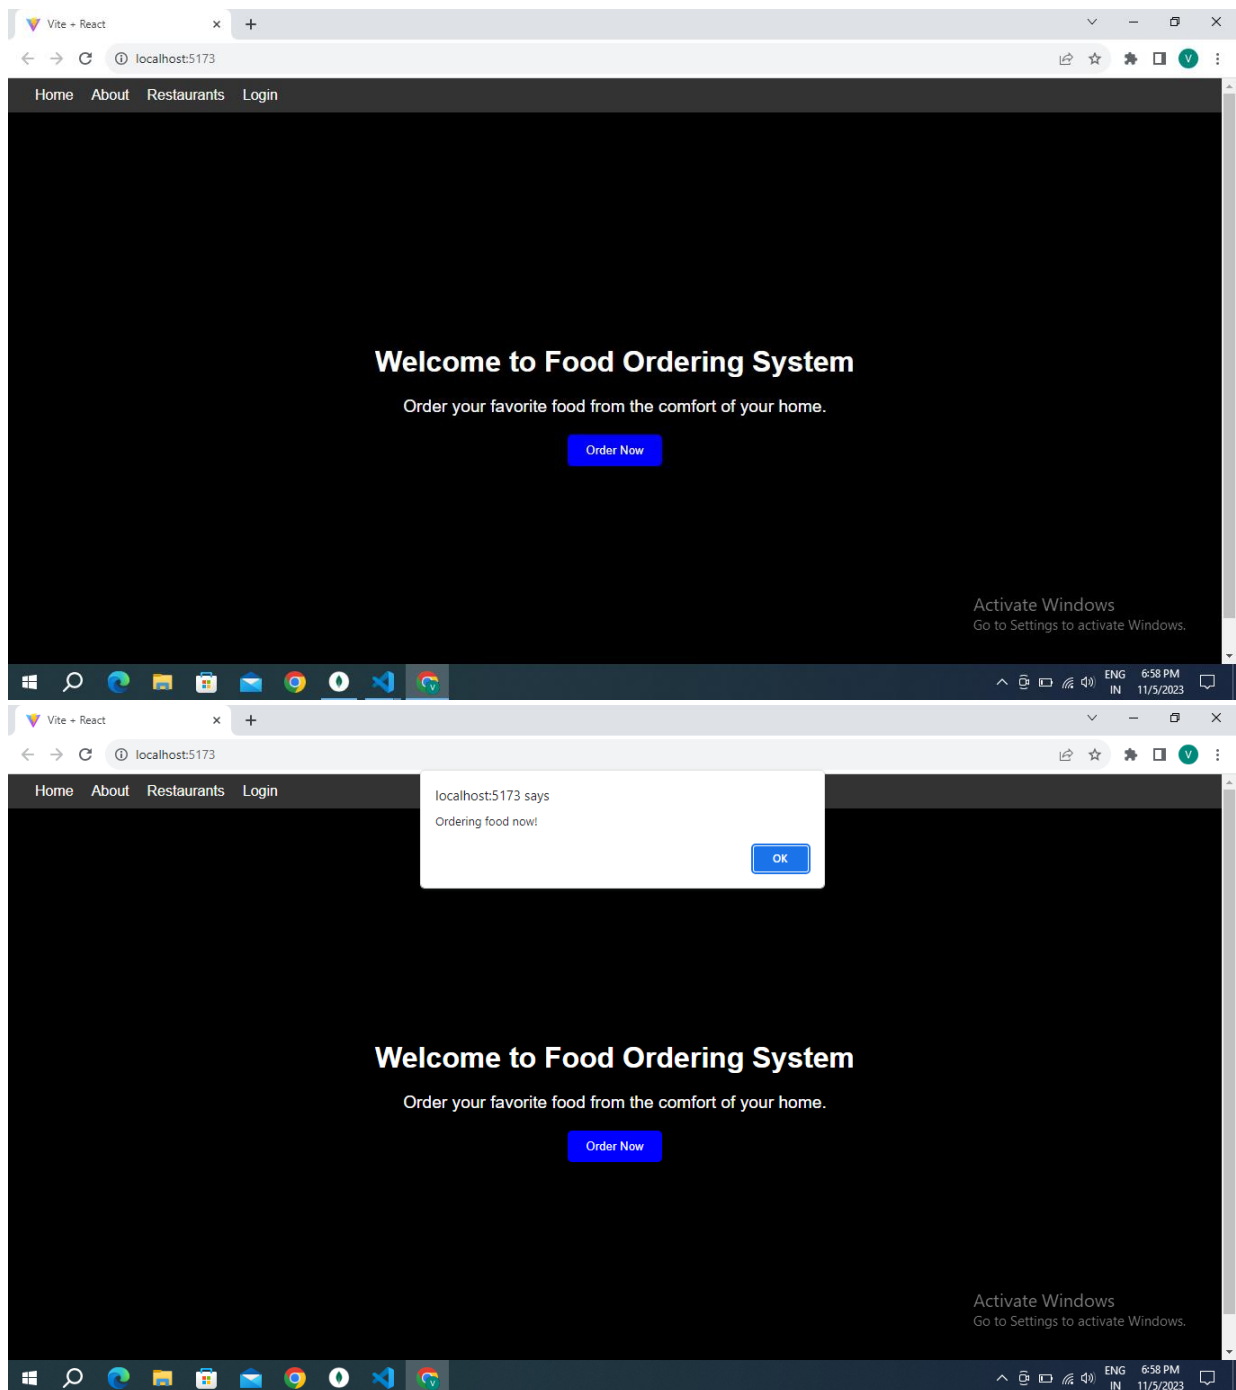 Vite + React
localhost:5173
Home About Restaurants Login
Welcome to Food Ordering System
Order your favorite food from the comfort of your home.
Order Now
Activate Windows
Go to Settings to activate Windows.
ENG 6:58 PM
IN 11/5/2023
Vite + React
localhost:5173
Home About Restaurants Login
localhost:5173 says
Ordering food now!
OK
Welcome to Food Ordering System
Order your favorite food from the comfort of your home.
Order Now
Activate Windows
Go to Settings to activate Windows.
ENG 6:58 PM
IN 11/5/2023